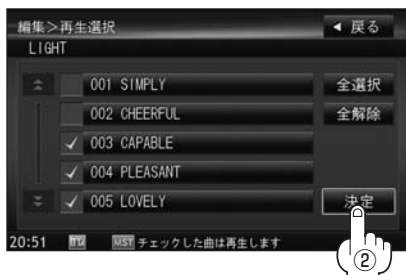 編集＞再生選択
◀ 戻る
LIGHT
001 SIMPLY
全選択
002 CHEERFUL
全解除
003 CAPABLE
004 PLEASANT
005 LOVELY
決定
20:51
MST チェックした曲は再生します
②